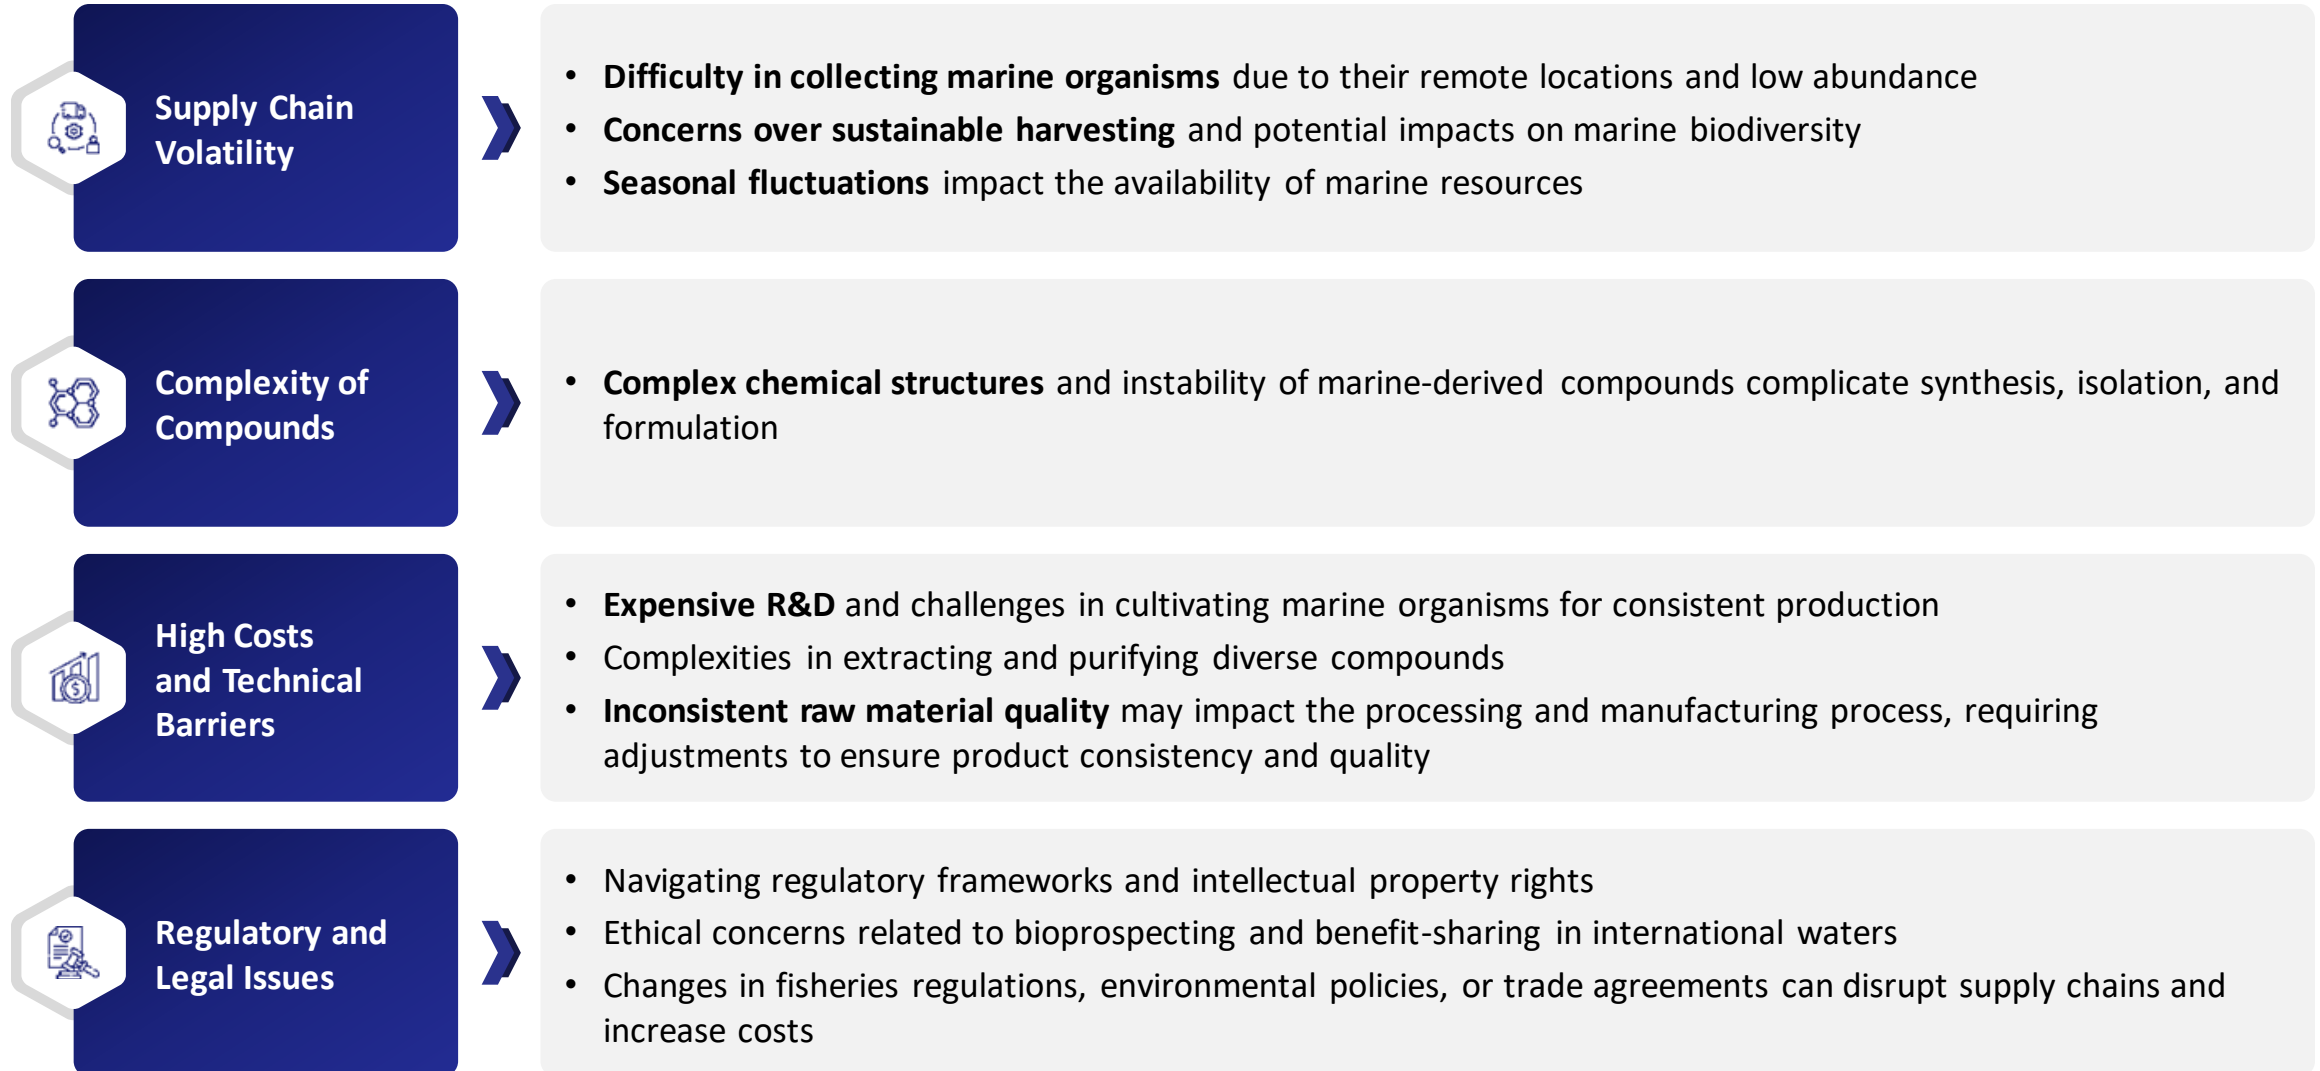 Supply Chain
Volatility
• Difficulty in collecting marine organisms due to their remote locations and low abundance
• Concerns over sustainable harvesting and potential impacts on marine biodiversity
• Seasonal fluctuations impact the availability of marine resources
Complexity of
Compounds
• Complex chemical structures and instability of marine-derived compounds complicate synthesis, isolation, and
formulation
High Costs
and Technical
Barriers
• Expensive R&D and challenges in cultivating marine organisms for consistent production
• Complexities in extracting and purifying diverse compounds
• Inconsistent raw material quality may impact the processing and manufacturing process, requiring
adjustments to ensure product consistency and quality
Regulatory and
Legal Issues
• Navigating regulatory frameworks and intellectual property rights
• Ethical concerns related to bioprospecting and benefit-sharing in international waters
• Changes in fisheries regulations, environmental policies, or trade agreements can disrupt supply chains and
increase costs